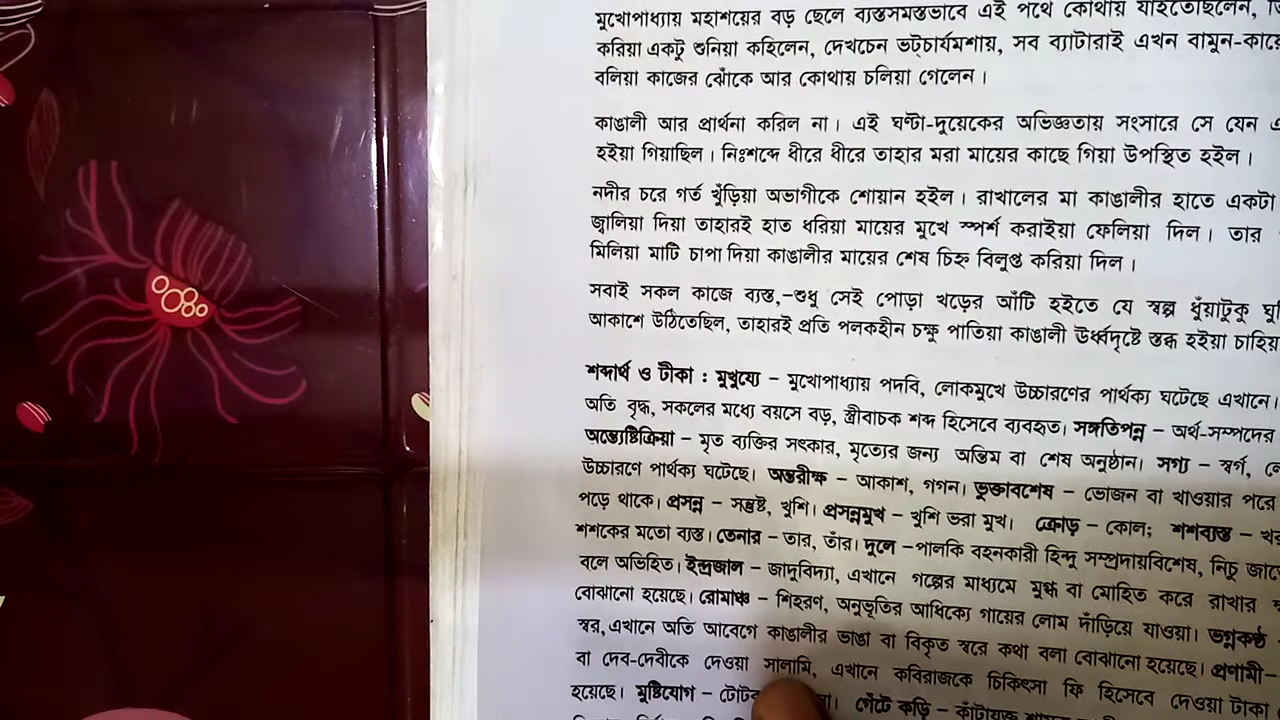 মুখোপাধ্যায় মহাশয়ের বড় ছেলে ব্যস্তসমস্তভাবে এই পথে কোথায় যাইতেছিলেন,
করিয়া একটু শুনিয়া কহিলেন, দেখচেন ভট্‌চার্যমশায়, সব ব্যাটারাই এখন বামুন-কায়ে
বলিয়া কাজের ঝোঁকে আর কোথায় চলিয়া গেলেন।
কাঙালী আর প্রার্থনা করিল না। এই ঘণ্টা-দুয়েকের অভিজ্ঞতায় সংসারে সে যেন
হইয়া গিয়াছিল। নিঃশব্দে ধীরে ধীরে তাহার মরা মায়ের কাছে গিয়া উপস্থিত হইল।
নদীর চরে গর্ত খুঁড়িয়া অভাগীকে শোয়ান হইল। রাখালের মা কাঙালীর হাতে একটা
জ্বালিয়া দিয়া তাহারই হাত ধরিয়া মায়ের মুখে স্পর্শ করাইয়া ফেলিয়া দিল। তার
মিলিয়া মাটি চাপা দিয়া কাঙালীর মায়ের শেষ চিহ্ন বিলুপ্ত করিয়া দিল।
সবাই সকল কাজে ব্যস্ত,–শুধু সেই পোড়া খড়ের আঁটি হইতে যে স্বল্প ধুঁয়াটুকু ঘু
আকাশে উঠিতেছিল, তাহারই প্রতি পলকহীন চক্ষু পাতিয়া কাঙালী ঊর্ধ্বদৃষ্টে স্তব্ধ হইয়া চাহিয়
শব্দার্থ ও টীকা : মুখুয্যে – মুখোপাধ্যায় পদবি, লোকমুখে উচ্চারণের পার্থক্য ঘটেছে এখানে।
অতি বৃদ্ধ, সকলের মধ্যে বয়সে বড়, স্ত্রীবাচক শব্দ হিসেবে ব্যবহৃত। সঙ্গতিপন্ন – অর্থ-সম্পদের
অন্ত্যেষ্টিক্রিয়া – মৃত ব্যক্তির সৎকার, মৃত্যের জন্য অন্তিম বা শেষ অনুষ্ঠান। সগ্য – স্বর্গ,
উচ্চারণে পার্থক্য ঘটেছে। অন্তরীক্ষ – আকাশ, গগন। ভুক্তাবশেষ – ভোজন বা খাওয়ার পরে
পড়ে থাকে। প্রসন্ন – সন্তুষ্ট, খুশি। প্রসন্নমুখ – খুশি ভরা মুখ। ক্রোড় – কোল; শশব্যস্ত – খর
শশকের মতো ব্যস্ত। তেনার – তার, তাঁর। দুলে –পালকি বহনকারী হিন্দু সম্প্রদায়বিশেষ, নিচু জাতে
বলে অভিহিত। ইন্দ্রজাল – জাদুবিদ্যা, এখানে গল্পের মাধ্যমে মুগ্ধ বা মোহিত করে রাখার
বোঝানো হয়েছে। রোমাঞ্চ – শিহরণ, অনুভূতির আধিক্যে গায়ের লোম দাঁড়িয়ে যাওয়া। ভগ্নকণ্ঠ
স্বর, এখানে অতি আবেগে কাঙালীর ভাঙা বা বিকৃত স্বরে কথা বলা বোঝানো হয়েছে। প্রণামী–
বা দেব-দেবীকে দেওয়া সালামি, এখানে কবিরাজকে চিকিৎসা ফি হিসেবে দেওয়া টাকা
হয়েছে। মুষ্টিযোগ – গেঁটে কড়ি –